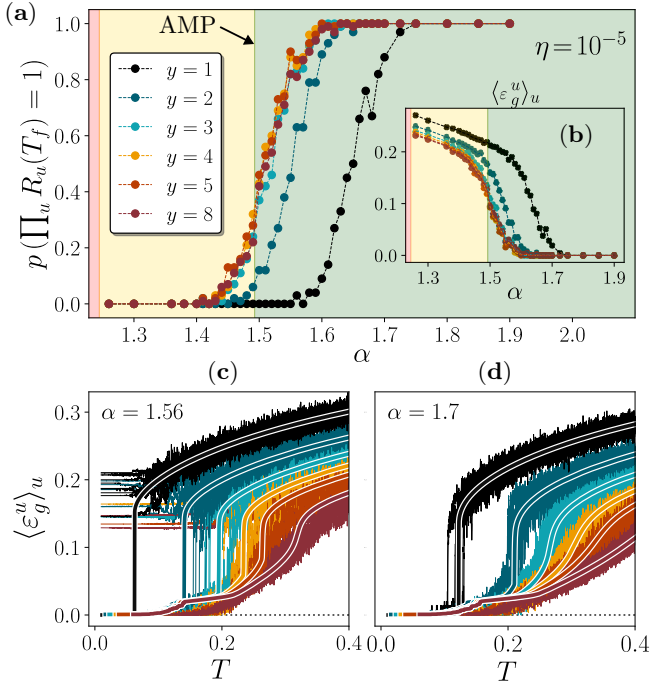 (a)
AMP
η = 10⁻⁵
p(∏ᵤ Rᵤ(T_f) = 1)
1.0
0.8
0.6
0.4
0.2
0.0
y = 1
y = 2
y = 3
y = 4
y = 5
y = 8
⟨ε_g^u⟩_u
(b)
0.2
0.0
1.3 1.5 1.7 1.9
α
1.3 1.4 1.5 1.6 1.7 1.8 1.9 2.0
α
(c) (d)
α = 1.56 α = 1.7
⟨ε_g^u⟩_u
0.3
0.2
0.1
0.0
0.0 0.2 0.4 0.0 0.2 0.4
T T